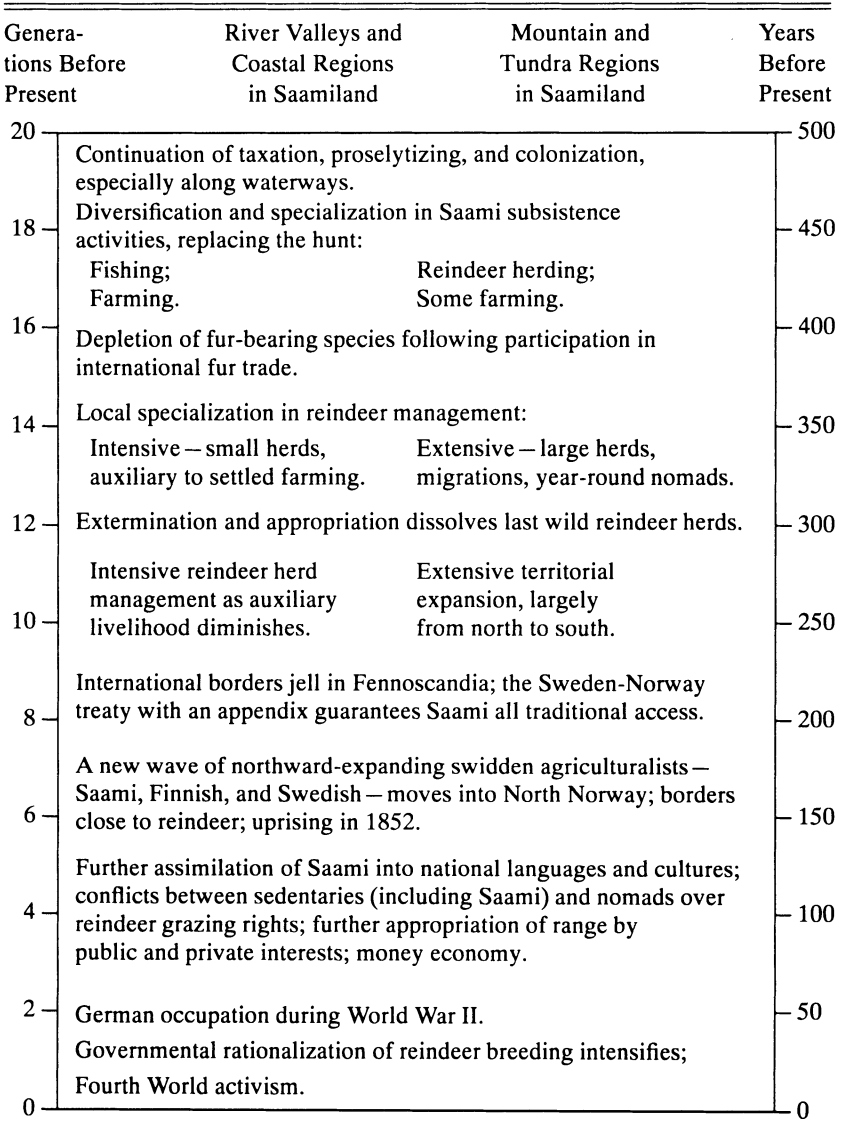 Genera- River Valleys and Mountain and Years
tions Before Coastal Regions Tundra Regions Before
Present in Saamiland in Saamiland Present
20 500
Continuation of taxation, proselytizing, and colonization,
especially along waterways.
Diversification and specialization in Saami subsistence
18 activities, replacing the hunt: 450
Fishing; Reindeer herding;
Farming. Some farming.
16 400
Depletion of fur-bearing species following participation in
international fur trade.
14 Local specialization in reindeer management: 350
Intensive — small herds, Extensive — large herds,
auxiliary to settled farming. migrations, year-round nomads.
12 Extermination and appropriation dissolves last wild reindeer herds. 300
Intensive reindeer herd Extensive territorial
management as auxiliary expansion, largely
10 livelihood diminishes. from north to south. 250
International borders jell in Fennoscandia; the Sweden-Norway
8 treaty with an appendix guarantees Saami all traditional access. 200
A new wave of northward-expanding swidden agriculturalists —
Saami, Finnish, and Swedish — moves into North Norway; borders
6 close to reindeer; uprising in 1852. 150
Further assimilation of Saami into national languages and cultures;
conflicts between sedentaries (including Saami) and nomads over
4 reindeer grazing rights; further appropriation of range by 100
public and private interests; money economy.
2 German occupation during World War II. 50
Governmental rationalization of reindeer breeding intensifies;
Fourth World activism.
0 0